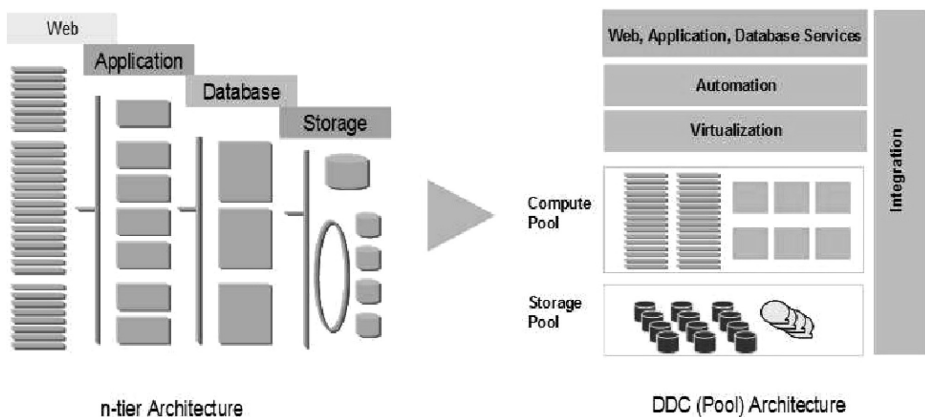 Web
Application
Database
Storage
n-tier Architecture
Web, Application, Database Services
Automation
Virtualization
Compute
Pool
Storage
Pool
Integration
DDC (Pool) Architecture